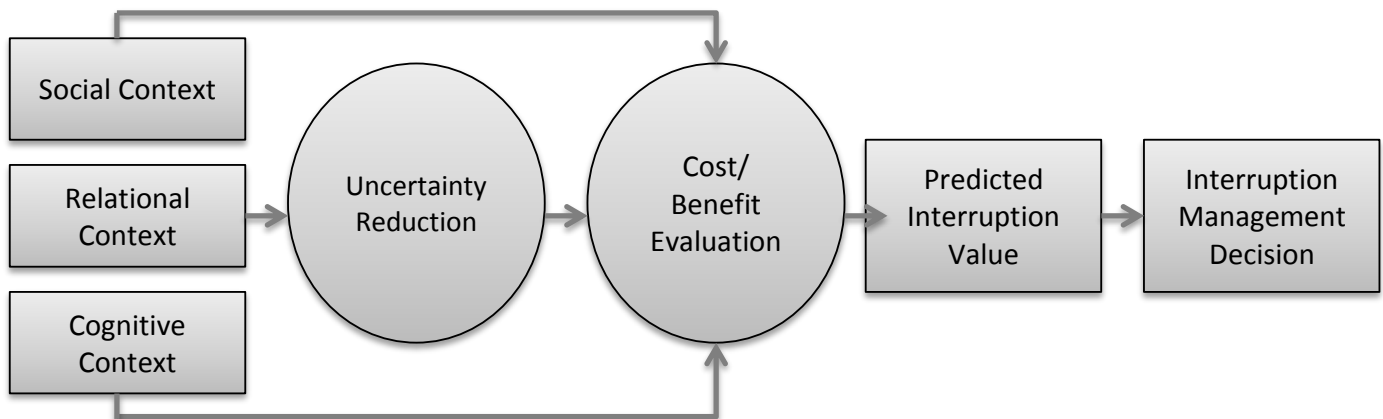 Social Context
Relational
Context
Cognitive
Context
Uncertainty
Reduction
Cost/
Benefit
Evaluation
Predicted
Interruption
Value
Interruption
Management
Decision